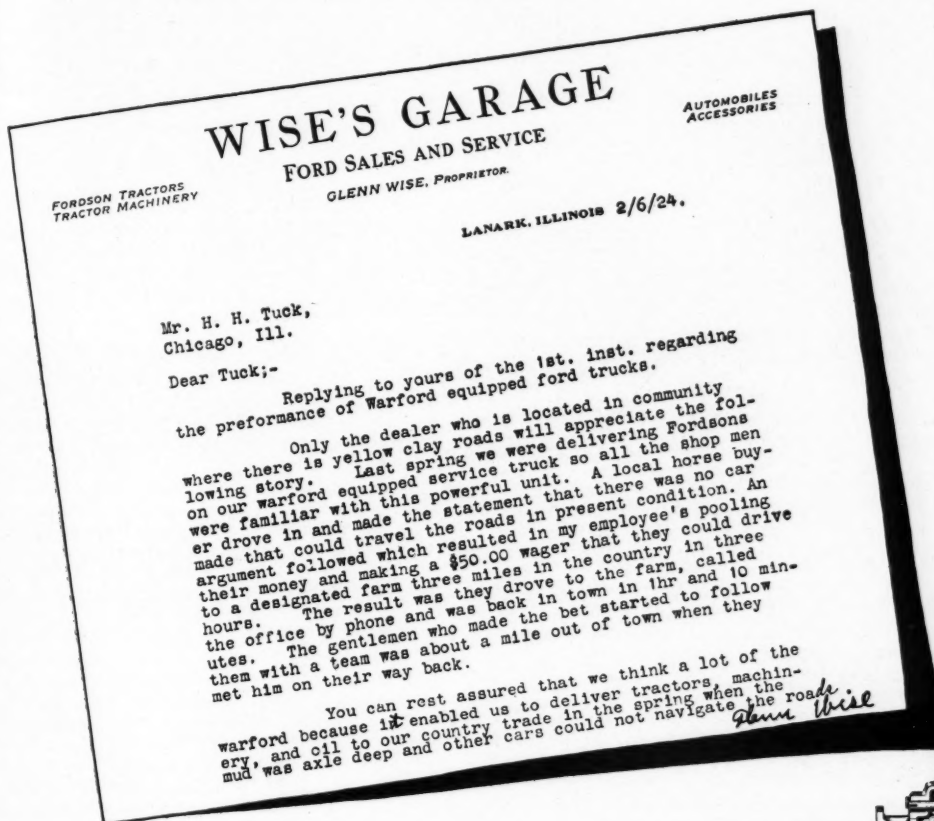 WISE'S GARAGE
FORD SALES AND SERVICE
GLENN WISE, PROPRIETOR.
AUTOMOBILES
ACCESSORIES
FORDSON TRACTORS
TRACTOR MACHINERY
LANARK, ILLINOIS 2/6/24.
Mr. H. H. Tuck,
Chicago, Ill.
Dear Tuck;-
Replying to yours of the 1st. inst. regarding
the preformance of Warford equipped ford trucks.
Only the dealer who is located in community
where there is yellow clay roads will appreciate the fol-
lowing story. Last spring we were delivering Fordsons
on our warford equipped service truck so all the shop men
were familiar with this powerful unit. A local horse buy-
er drove in and made the statement that there was no car
made that could travel the roads in present condition. An
argument followed which resulted in my employee's pooling
their money and making a $50.00 wager that they could drive
to a designated farm three miles in the country in three
hours. The result was they drove to the farm, called
the office by phone and was back in town in 1hr and 10 min-
utes. The gentlemen who made the bet started to follow
them with a team was about a mile out of town when they
met him on their way back.
You can rest assured that we think a lot of the
warford because it enabled us to deliver tractors, machin-
ery, and oil to our country trade in the spring when the
mud was axle deep and other cars could not navigate the roads.
Glenn Wise